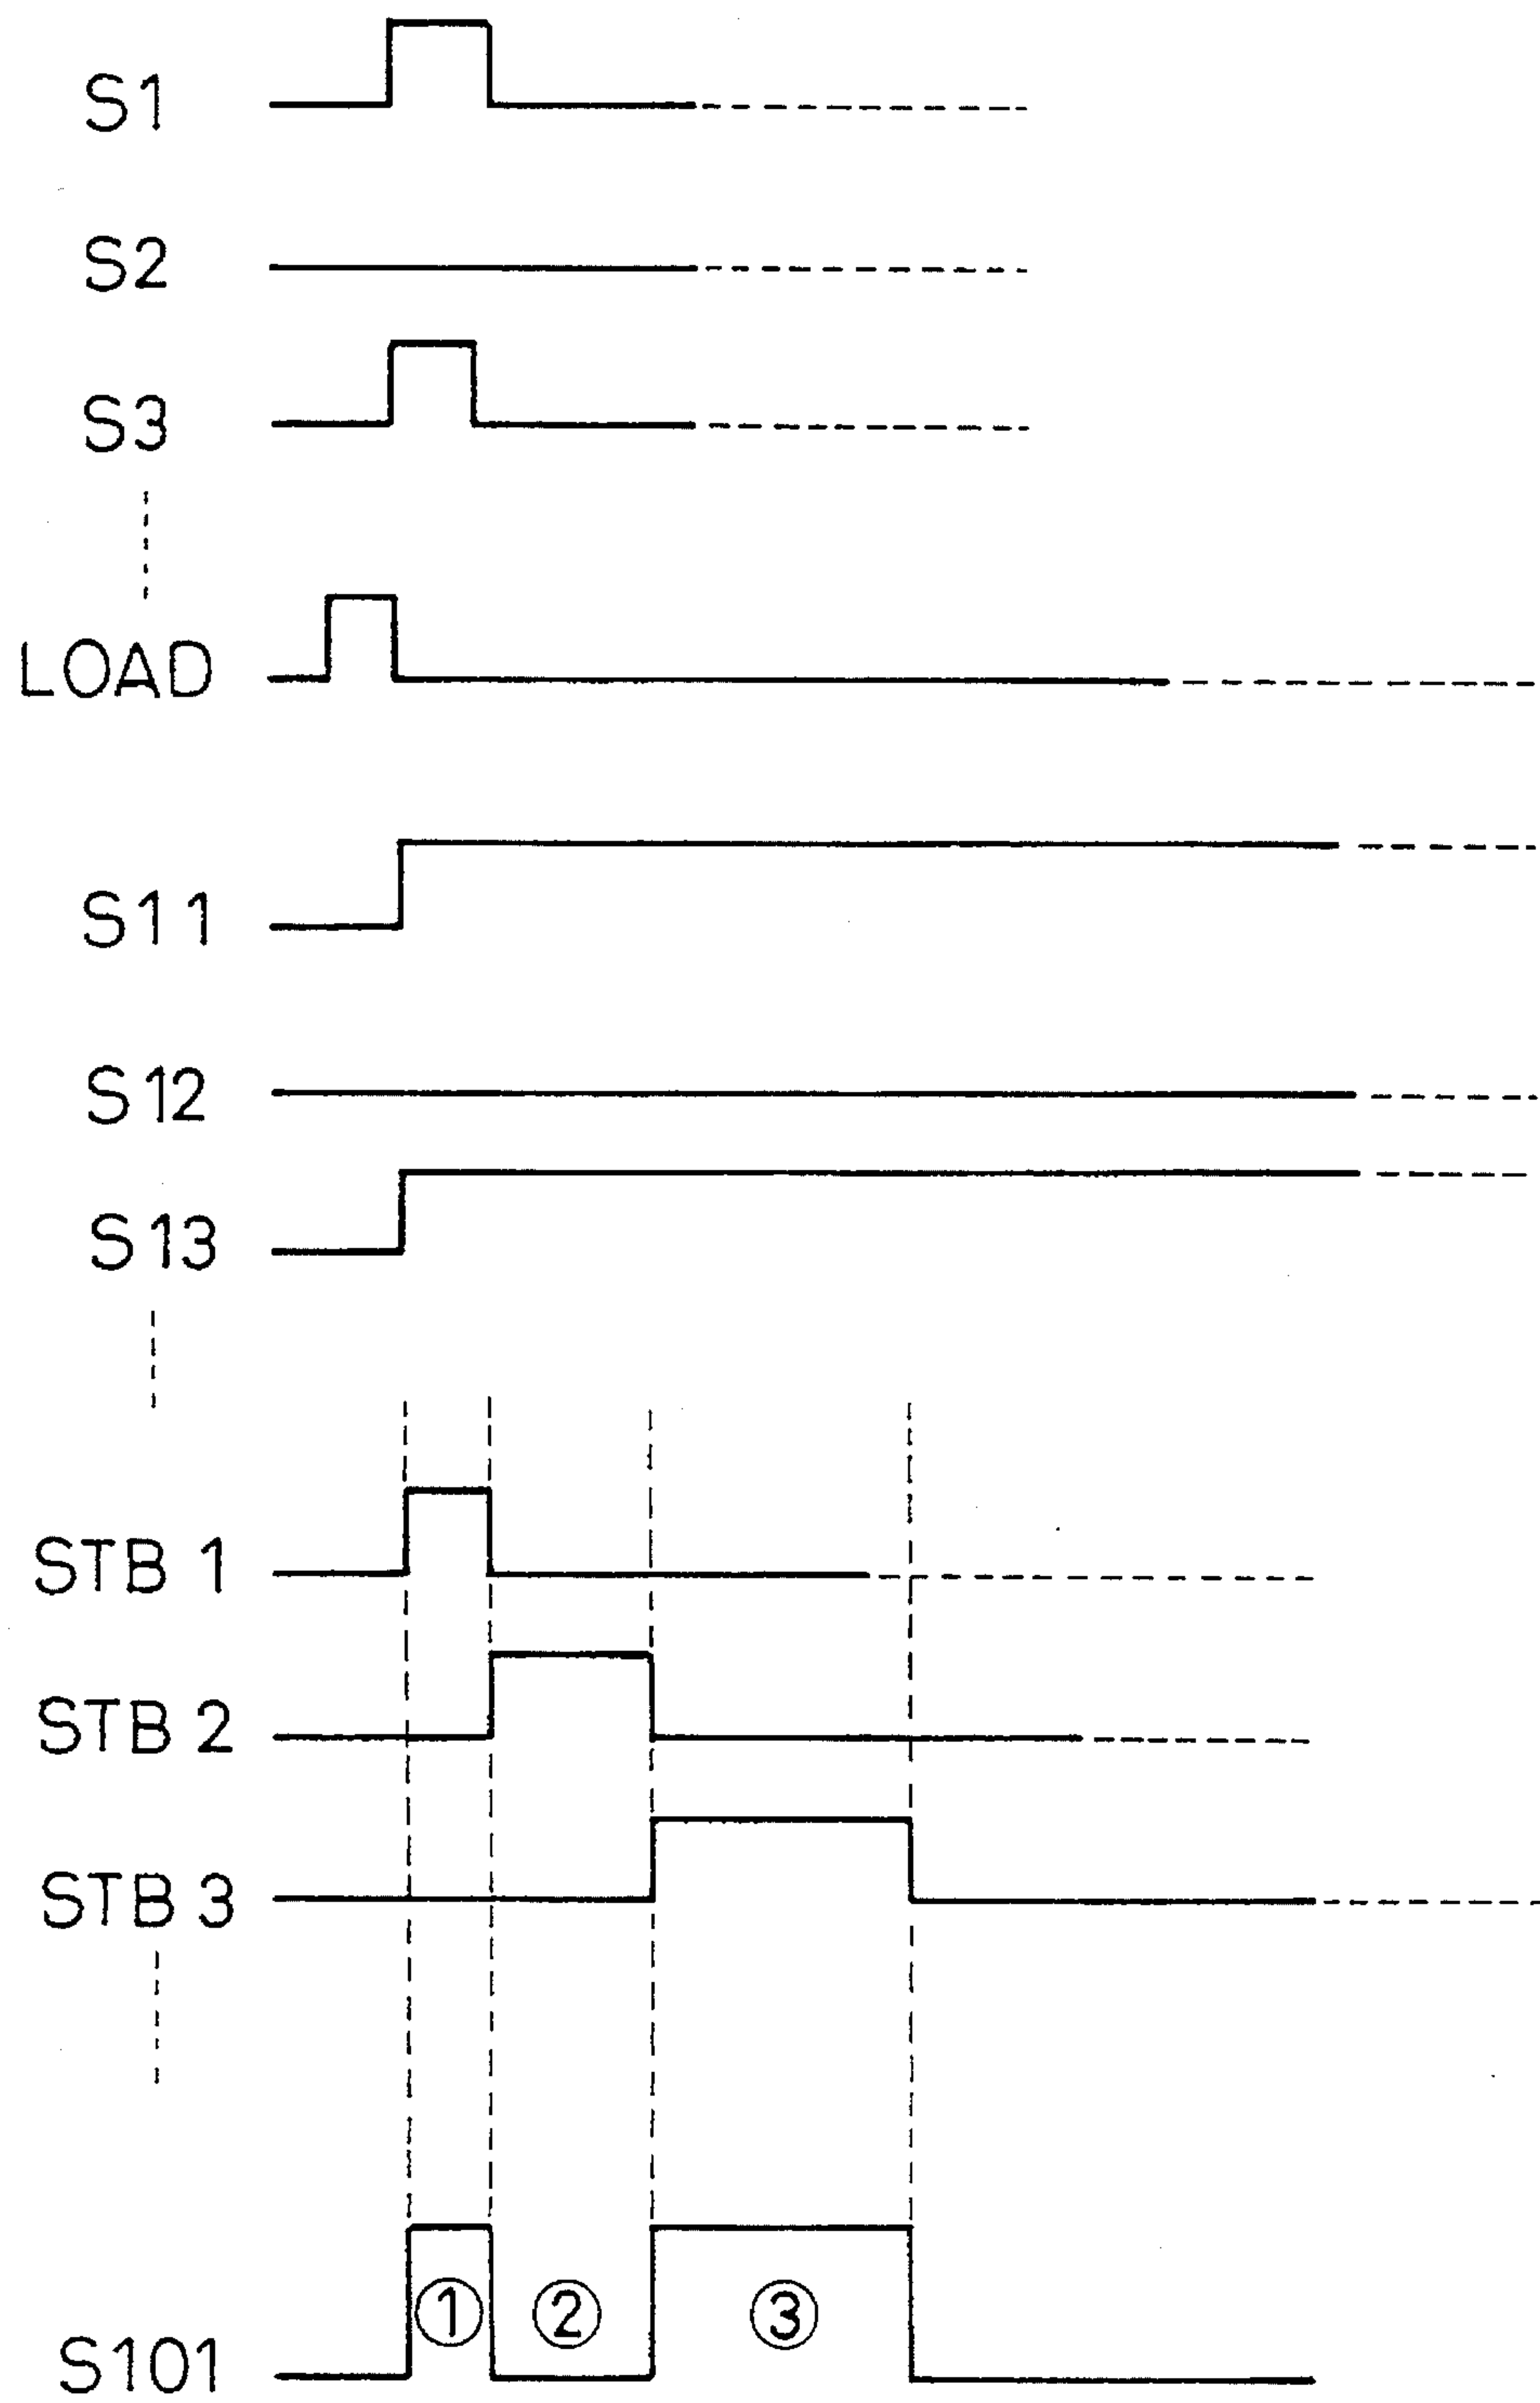 S1
S2
S3
LOAD
S11
S12
S13
STB 1
STB 2
STB 3
① ② ③
S101